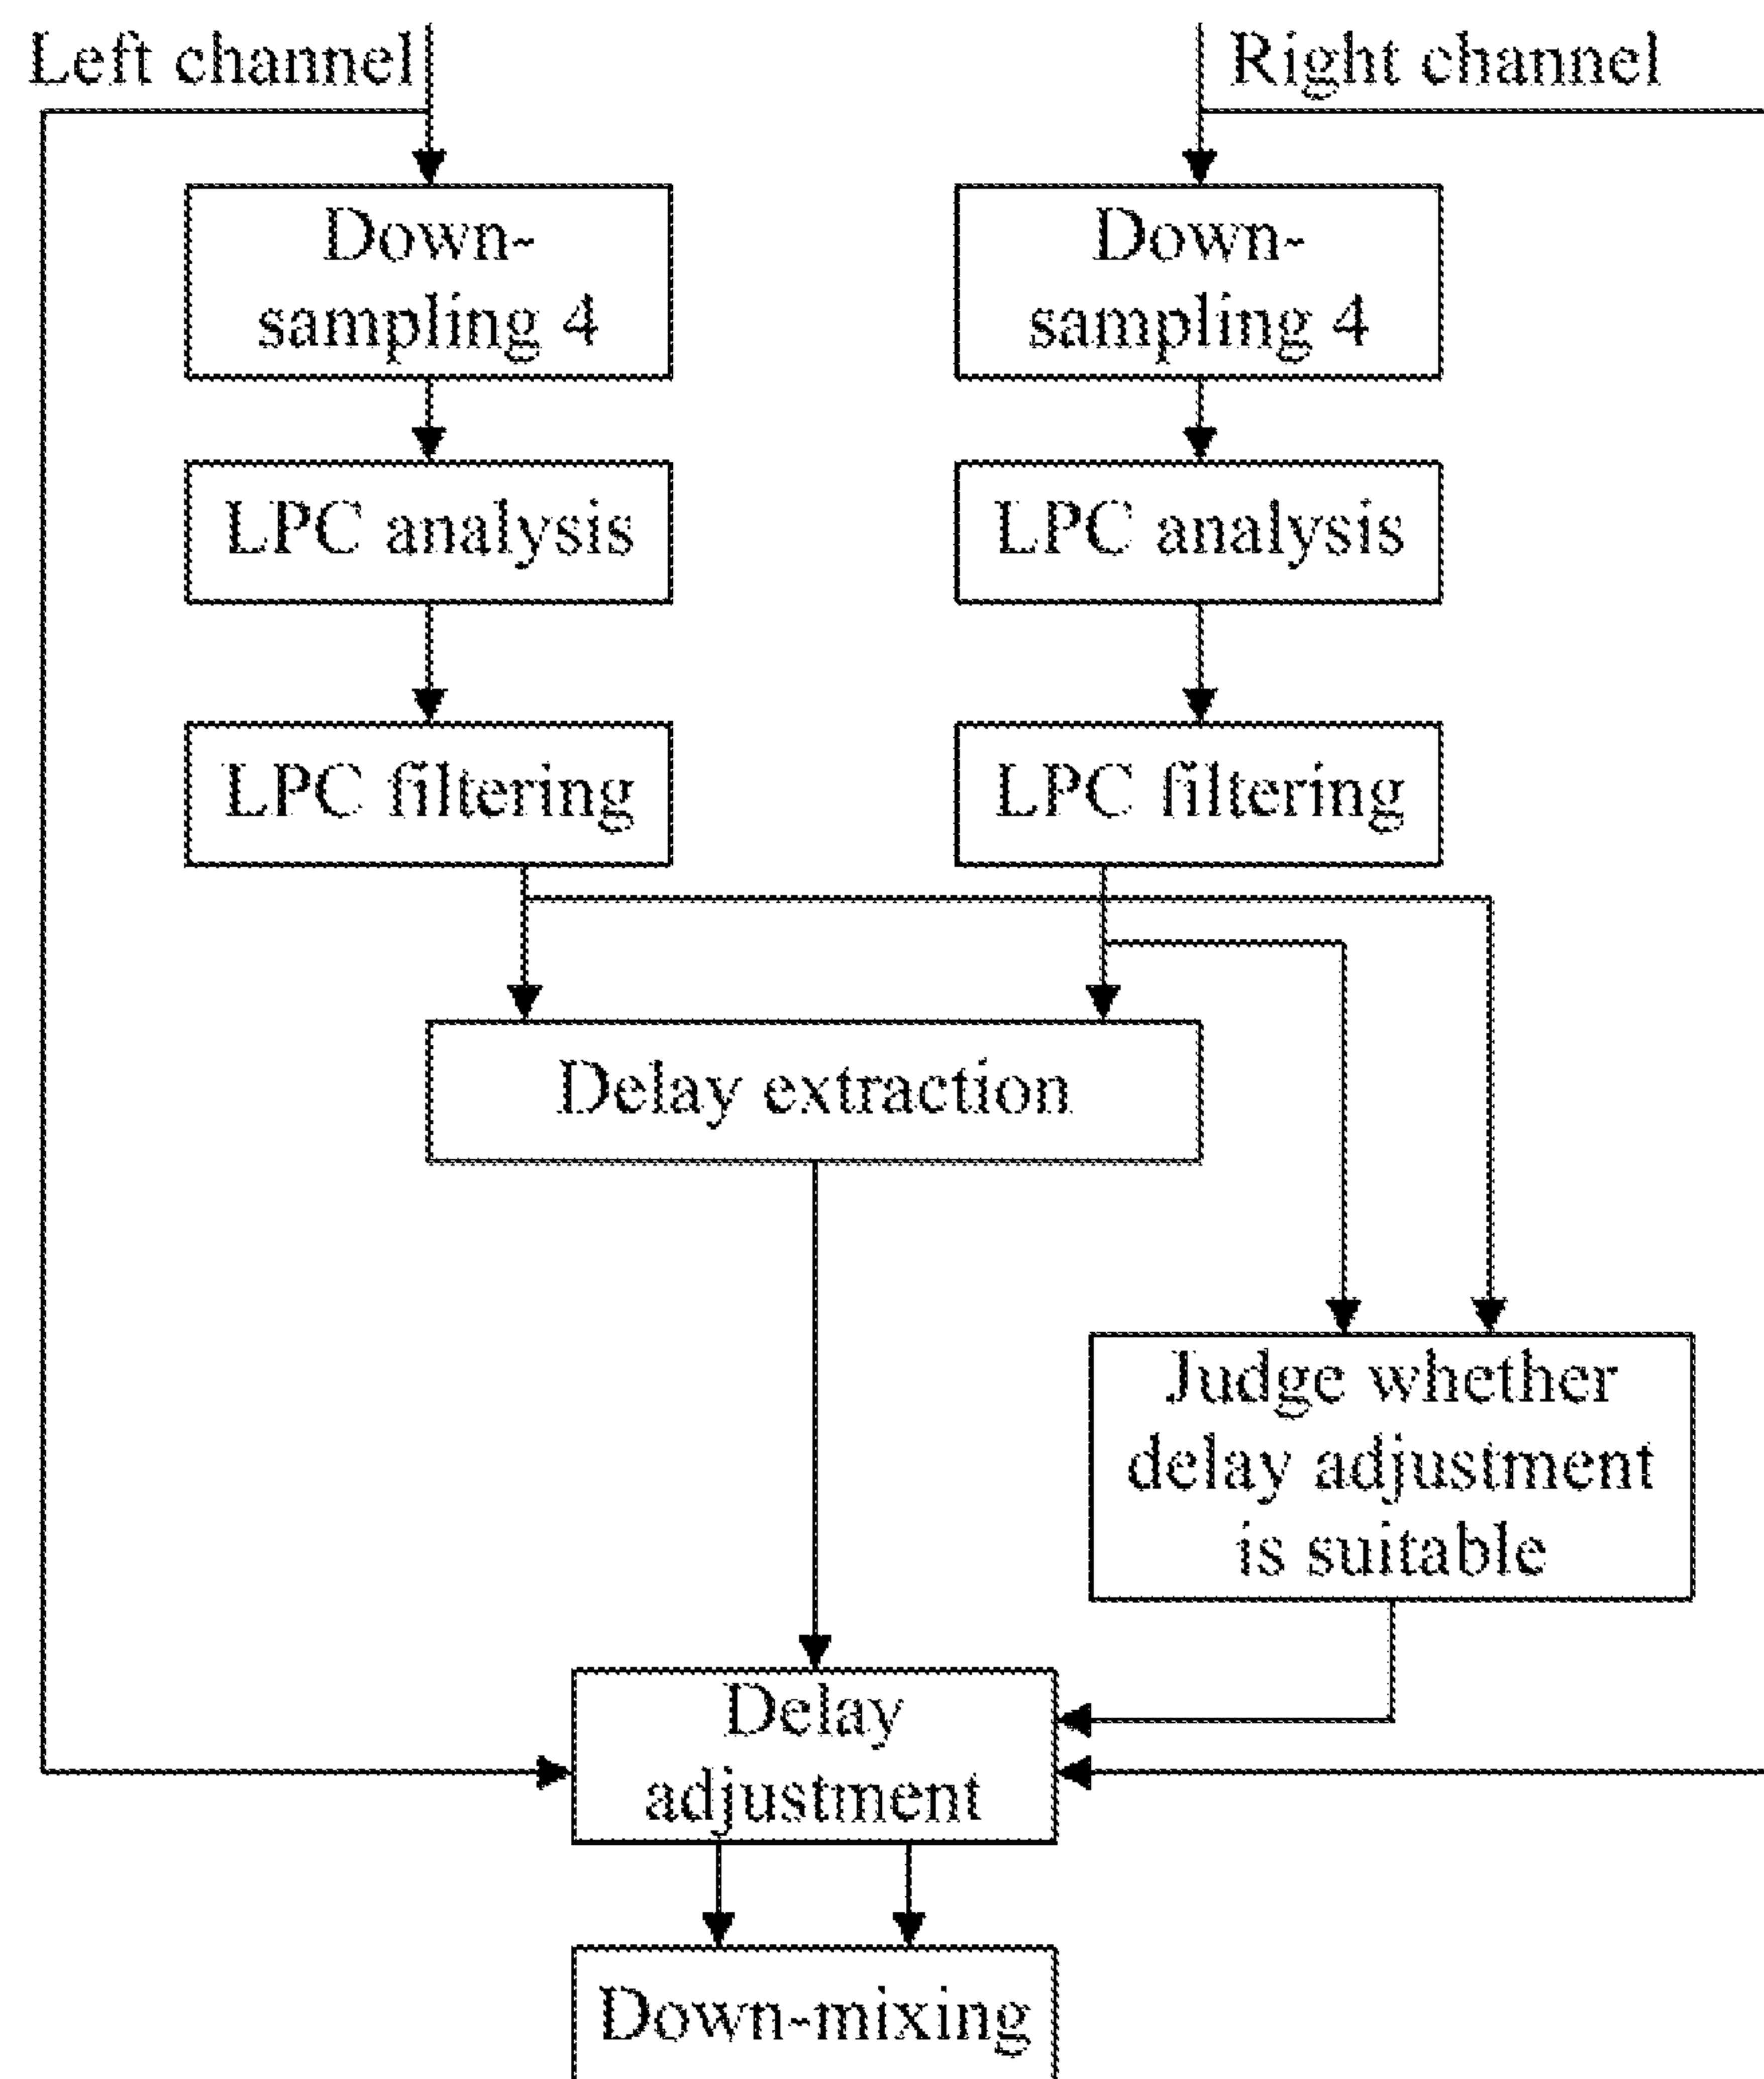 Left channel
Right channel
Down-
sampling 4
Down-
sampling 4
LPC analysis
LPC analysis
LPC filtering
LPC filtering
Delay extraction
Judge whether
delay adjustment
is suitable
Delay
adjustment
Down-mixing